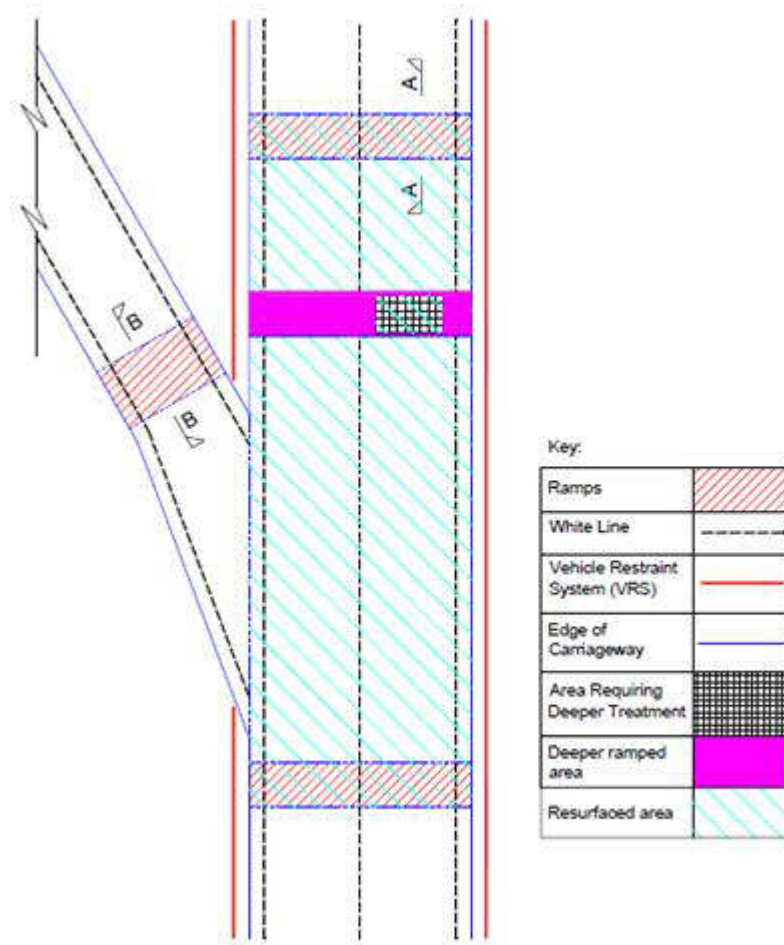 A
A
B
B
Key:
Ramps
White Line
Vehicle Restraint
System (VRS)
Edge of
Carriageway
Area Requiring
Deeper Treatment
Deeper ramped
area
Resurfaced area